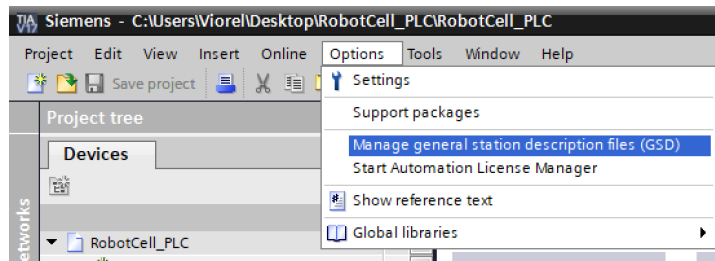 TIA V17 Siemens - C:\Users\Viorel\Desktop\RobotCell_PLC\RobotCell_PLC
Project Edit View Insert Online Options Tools Window Help
Save project
Settings
Support packages
Manage general station description files (GSD)
Start Automation License Manager
Show reference text
Global libraries
Project tree
Devices
RobotCell_PLC